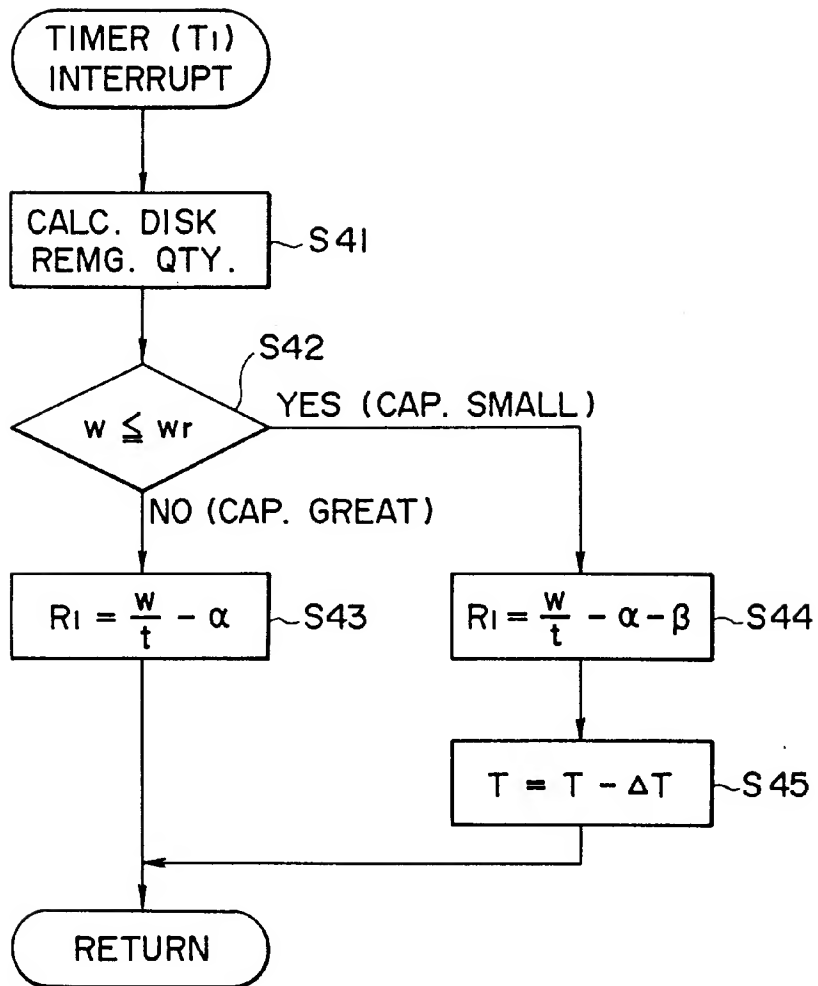 TIMER (T1)
INTERRUPT
CALC. DISK
REMG. QTY.
S41
S42
w ≦ wr
YES (CAP. SMALL)
NO (CAP. GREAT)
R1 = w/t - α
S43
R1 = w/t - α - β
S44
T = T - ΔT
S45
RETURN